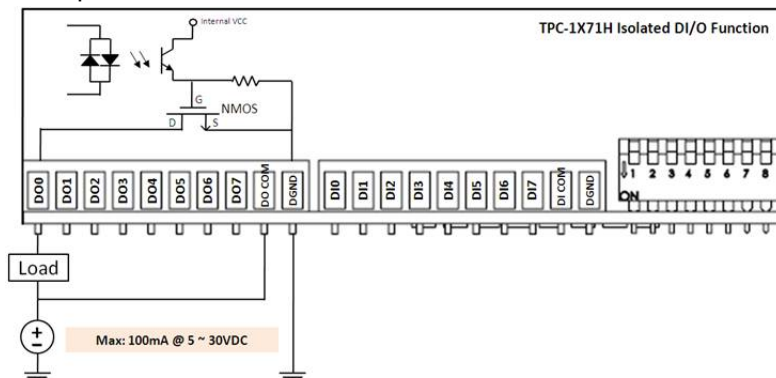 Internal VCC
TPC-1X71H Isolated DI/O Function
G
NMOS
D S
DO0 DO1 DO2 DO3 DO4 DO5 DO6 DO7 DO COM DGND DI0 DI1 DI2 DI3 DI4 DI5 DI6 DI7 DI COM DGND
1 2 3 4 5 6 7 8
ON
Load
Max: 100mA @ 5 ~ 30VDC